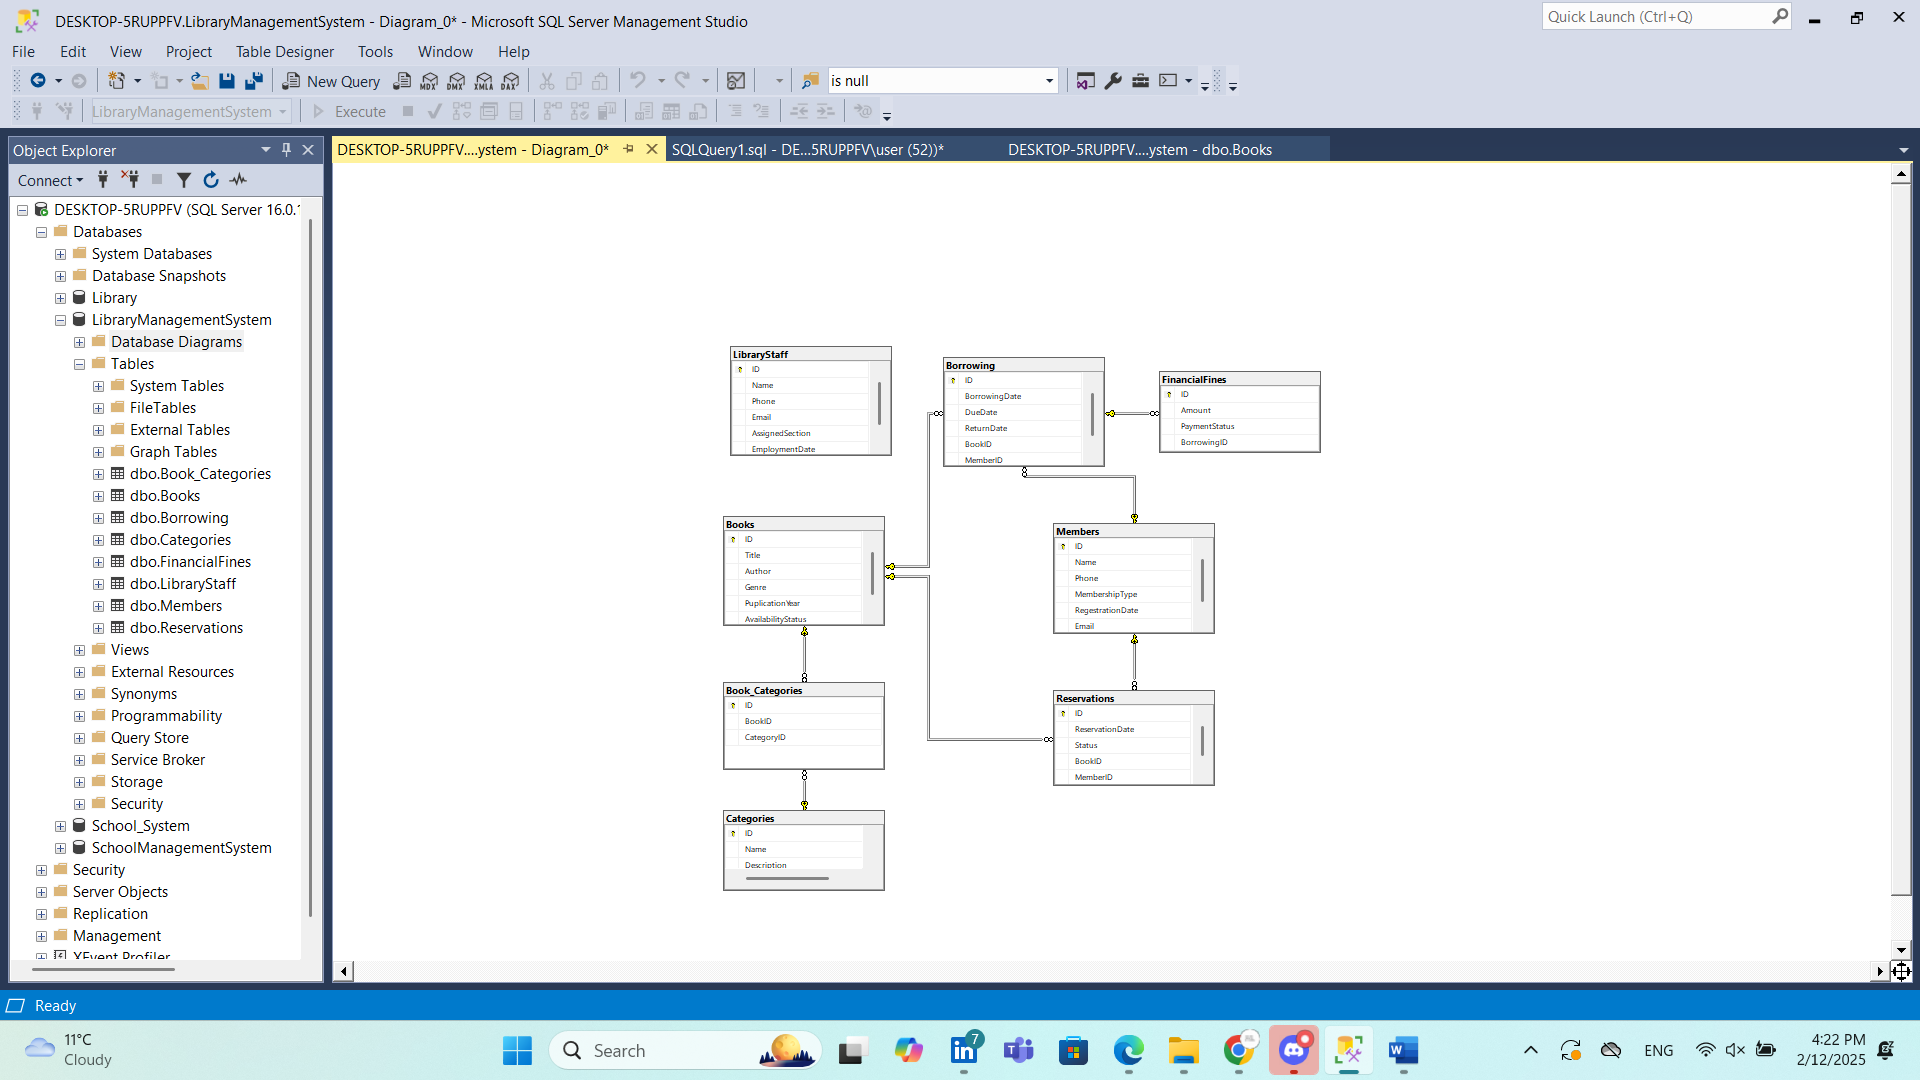 DESKTOP-5RUPPFV.LibraryManagementSystem - Diagram_0* - Microsoft SQL Server Management Studio
Quick Launch (Ctrl+Q)
File Edit View Project Table Designer Tools Window Help
MDX DMX XMLA DAX
New Query
is null
LibraryManagementSystem
Execute
Object Explorer
DESKTOP-5RUPPFV....ystem - Diagram_0*
SQLQuery1.sql - DE...5RUPPFV\user (52))*
DESKTOP-5RUPPFV....ystem - dbo.Books
Connect
DESKTOP-5RUPPFV (SQL Server 16.0.1
Databases
System Databases
Database Snapshots
Library
LibraryManagementSystem
Database Diagrams
Tables
System Tables
FileTables
External Tables
Graph Tables
dbo.Book_Categories
dbo.Books
dbo.Borrowing
dbo.Categories
dbo.FinancialFines
dbo.LibraryStaff
dbo.Members
dbo.Reservations
Views
External Resources
Synonyms
Programmability
Query Store
Service Broker
Storage
Security
School_System
SchoolManagementSystem
Security
Server Objects
Replication
Management
XEvent Profiler
LibraryStaff
ID
Name
Phone
Email
AssignedSection
EmploymentDate
Borrowing
ID
BorrowingDate
DueDate
ReturnDate
BookID
MemberID
FinancialFines
ID
Amount
PaymentStatus
BorrowingID
Books
ID
Title
Author
Genre
PuplicationYear
AvailabilityStatus
Members
ID
Name
Phone
MembershipType
RegestrationDate
Email
Book_Categories
ID
BookID
CategoryID
Reservations
ID
ReservationDate
Status
BookID
MemberID
Categories
ID
Name
Description
Ready
11°C
Cloudy
Search
7
ENG
4:22 PM
2/12/2025